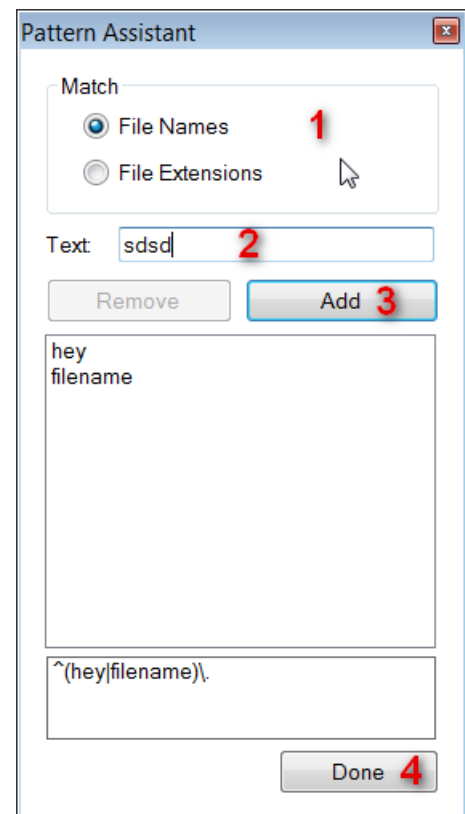 Pattern Assistant
Match
File Names 1
File Extensions
Text: sdsd 2
Remove Add 3
hey
filename
^(hey|filename)\.
Done 4